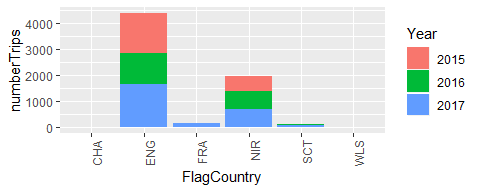 numberTrips
4000
3000
2000
1000
0
CHA
ENG
FRA
NIR
SCT
WLS
FlagCountry
Year
2015
2016
2017